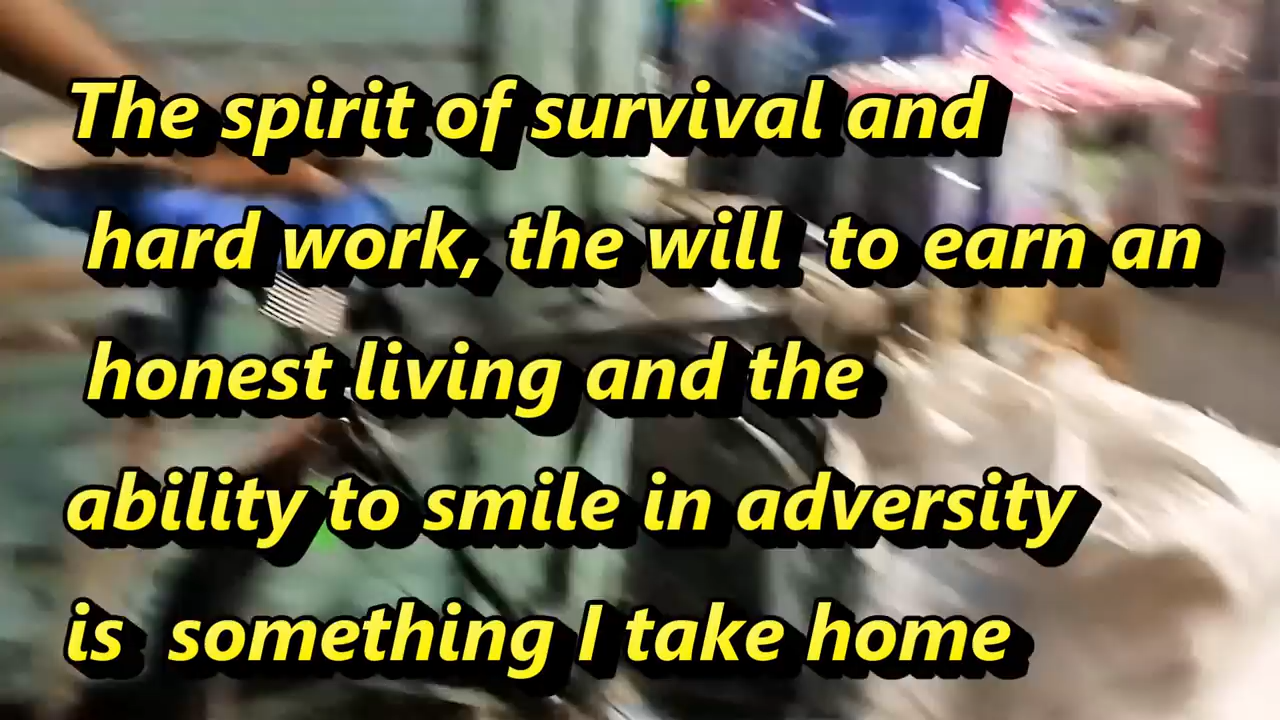 The spirit of survival and
hard work, the will to earn an
honest living and the
ability to smile in adversity
is something I take home